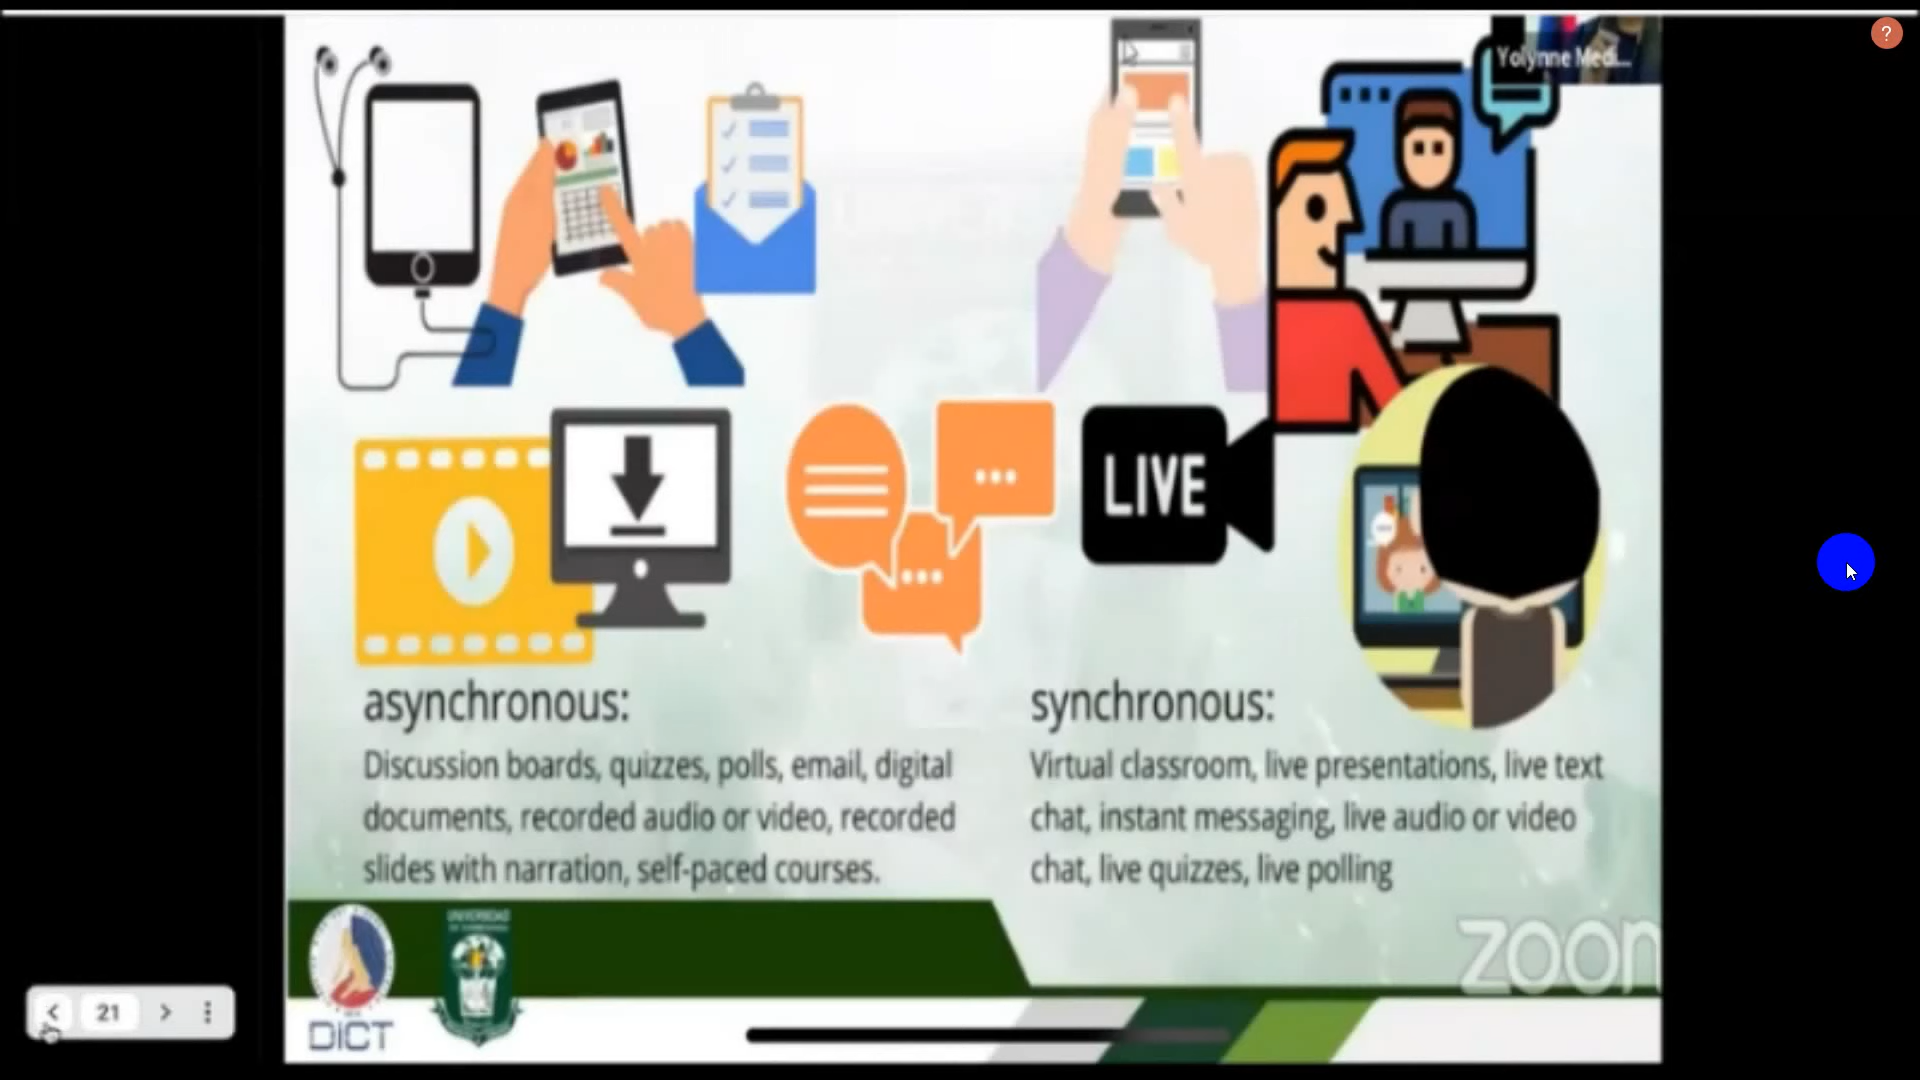 Yolynne Medi...
?
LIVE
asynchronous:
Discussion boards, quizzes, polls, email, digital
documents, recorded audio or video, recorded
slides with narration, self-paced courses.
synchronous:
Virtual classroom, live presentations, live text
chat, instant messaging, live audio or video
chat, live quizzes, live polling
zoom
21
DICT
UNIVERSIDAD